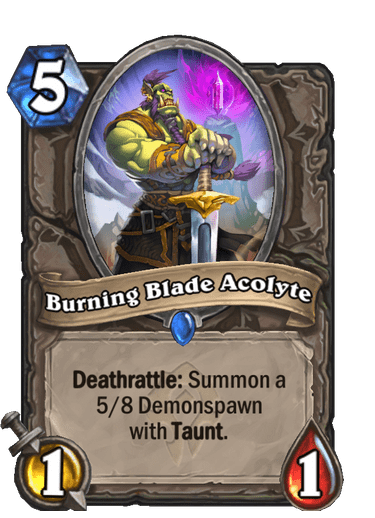 5
Burning Blade Acolyte
Deathrattle: Summon a
5/8 Demonspawn
with Taunt.
1
1